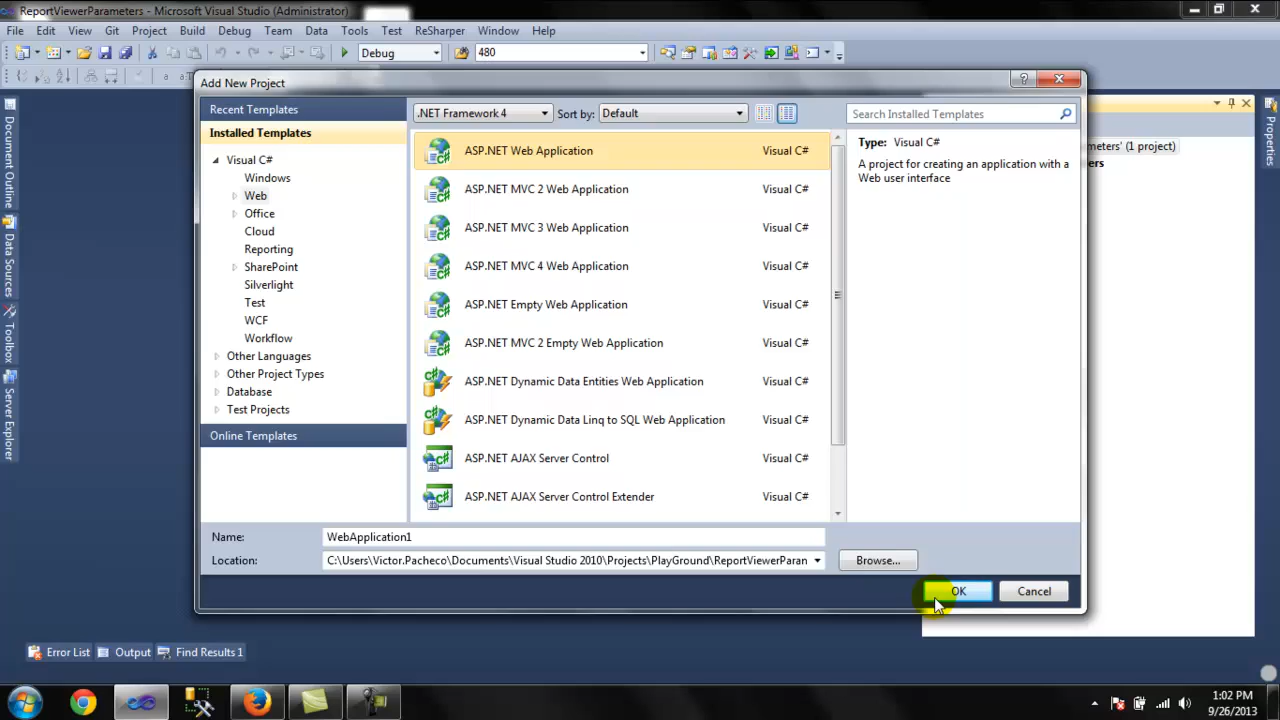 ReportViewerParameters - Microsoft Visual Studio (Administrator)
File Edit View Git Project Build Debug Team Data Tools Test ReSharper Window Help
Debug 480
Add New Project
Recent Templates
.NET Framework 4 Sort by: Default Search Installed Templates
Installed Templates
Visual C#
Windows
Web
Office
Cloud
Reporting
SharePoint
Silverlight
Test
WCF
Workflow
Other Languages
Other Project Types
Database
Test Projects
Online Templates
ASP.NET Web Application Visual C#
ASP.NET MVC 2 Web Application Visual C#
ASP.NET MVC 3 Web Application Visual C#
ASP.NET MVC 4 Web Application Visual C#
ASP.NET Empty Web Application Visual C#
ASP.NET MVC 2 Empty Web Application Visual C#
ASP.NET Dynamic Data Entities Web Application Visual C#
ASP.NET Dynamic Data Linq to SQL Web Application Visual C#
ASP.NET AJAX Server Control Visual C#
ASP.NET AJAX Server Control Extender Visual C#
Type: Visual C#
A project for creating an application with a
Web user interface
Name: WebApplication1
Location: C:\Users\Victor.Pacheco\Documents\Visual Studio 2010\Projects\PlayGround\ReportViewerParan Browse...
OK Cancel
meters' (1 project)
ers
Document Outline
Data Sources
Toolbox
Server Explorer
Properties
Error List Output Find Results 1
1:02 PM
9/26/2013